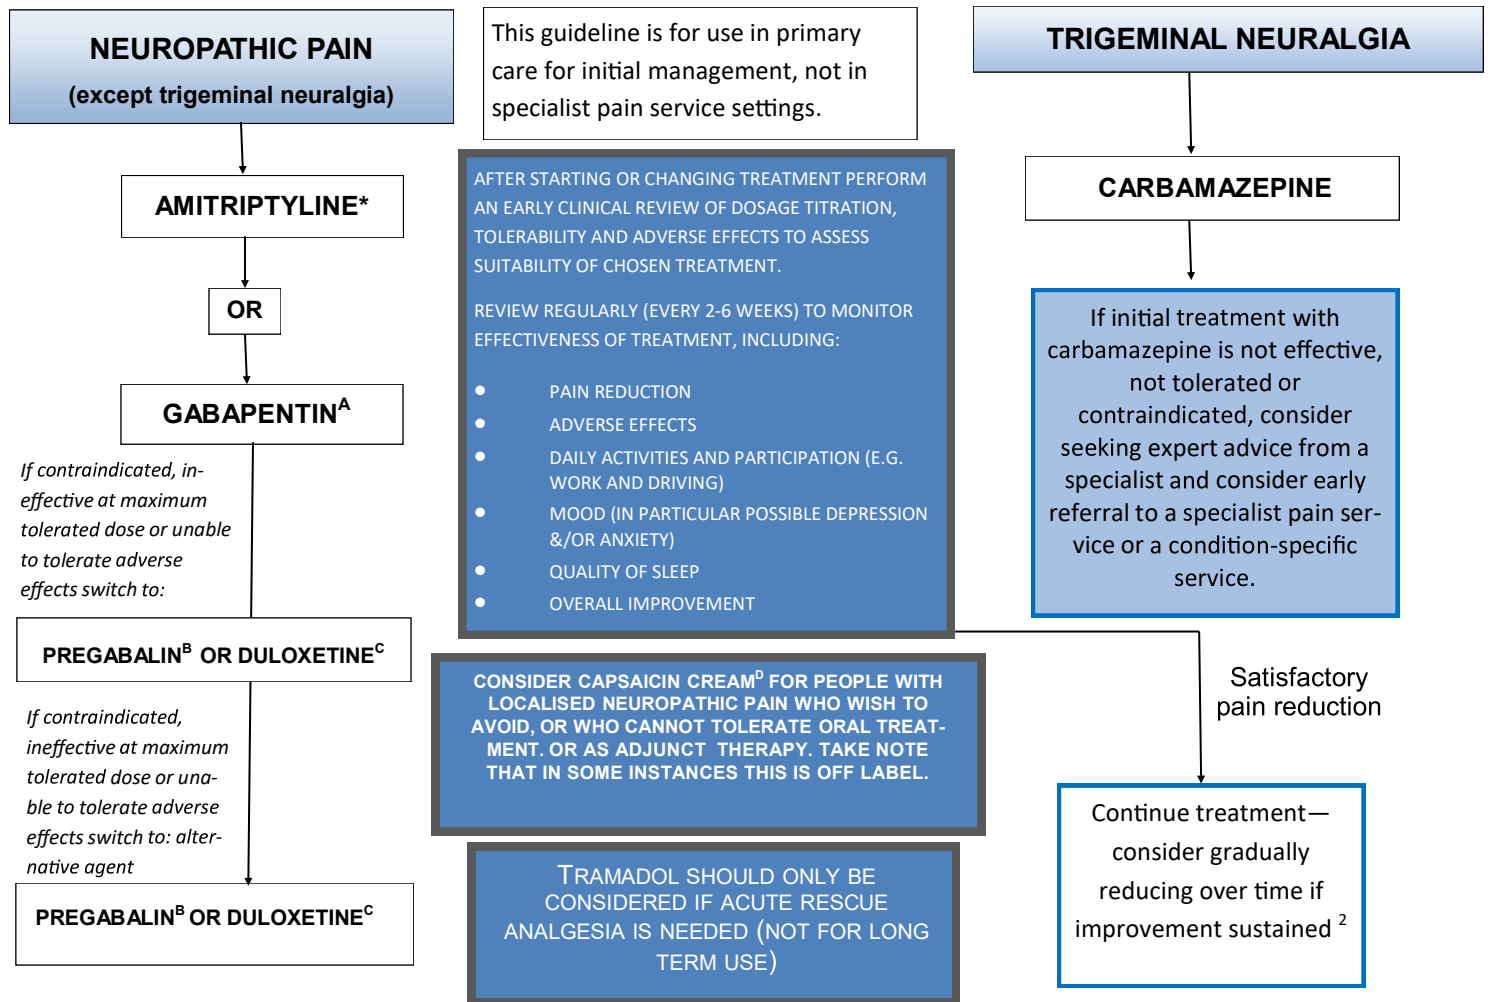 NEUROPATHIC PAIN
(except trigeminal neuralgia)
AMITRIPTYLINE*
OR
GABAPENTINᴬ
If contraindicated, in-
effective at maximum
tolerated dose or unable
to tolerate adverse
effects switch to:
PREGABALINᴮ OR DULOXETINEᶜ
If contraindicated,
ineffective at maximum
tolerated dose or una-
ble to tolerate adverse
effects switch to: alter-
native agent
PREGABALINᴮ OR DULOXETINEᶜ
This guideline is for use in primary
care for initial management, not in
specialist pain service settings.
AFTER STARTING OR CHANGING TREATMENT PERFORM
AN EARLY CLINICAL REVIEW OF DOSAGE TITRATION,
TOLERABILITY AND ADVERSE EFFECTS TO ASSESS
SUITABILITY OF CHOSEN TREATMENT.
REVIEW REGULARLY (EVERY 2-6 WEEKS) TO MONITOR
EFFECTIVENESS OF TREATMENT, INCLUDING:
● PAIN REDUCTION
● ADVERSE EFFECTS
● DAILY ACTIVITIES AND PARTICIPATION (E.G.
WORK AND DRIVING)
● MOOD (IN PARTICULAR POSSIBLE DEPRESSION
&/OR ANXIETY)
● QUALITY OF SLEEP
● OVERALL IMPROVEMENT
CONSIDER CAPSAICIN CREAMᴰ FOR PEOPLE WITH
LOCALISED NEUROPATHIC PAIN WHO WISH TO
AVOID, OR WHO CANNOT TOLERATE ORAL TREAT-
MENT. OR AS ADJUNCT THERAPY. TAKE NOTE
THAT IN SOME INSTANCES THIS IS OFF LABEL.
TRAMADOL SHOULD ONLY BE
CONSIDERED IF ACUTE RESCUE
ANALGESIA IS NEEDED (NOT FOR LONG
TERM USE)
TRIGEMINAL NEURALGIA
CARBAMAZEPINE
If initial treatment with
carbamazepine is not effective,
not tolerated or
contraindicated, consider
seeking expert advice from a
specialist and consider early
referral to a specialist pain ser-
vice or a condition-specific
service.
Satisfactory
pain reduction
Continue treatment—
consider gradually
reducing over time if
improvement sustained ²